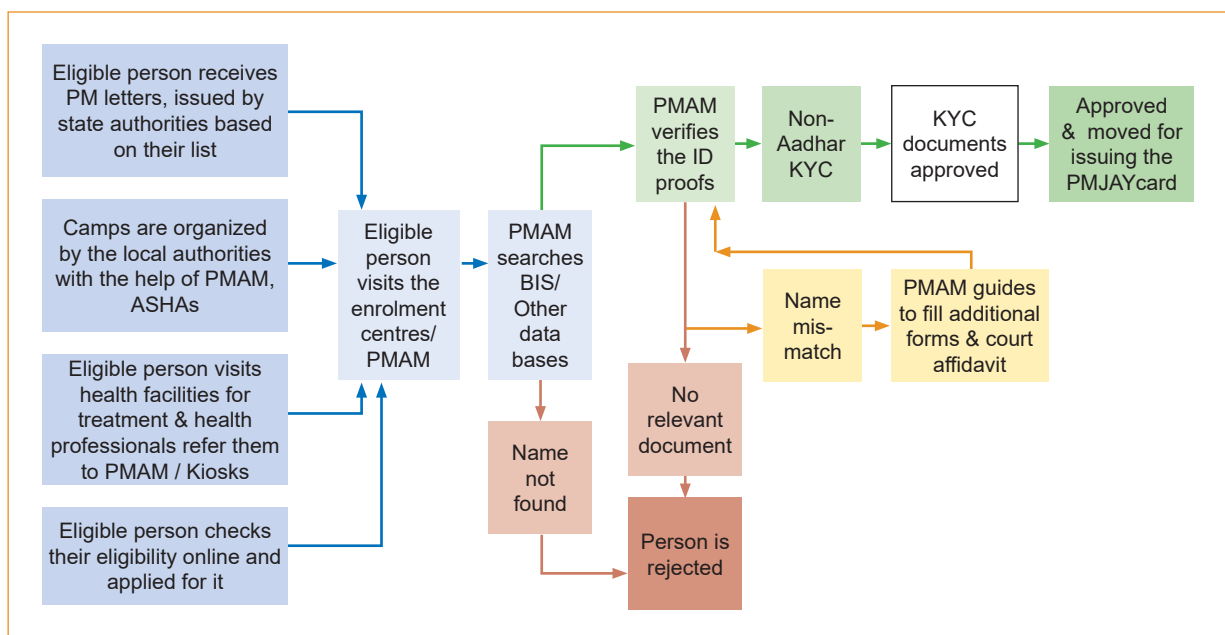 Eligible person receives
PM letters, issued by
state authorities based
on their list
Camps are organized
by the local authorities
with the help of PMAM,
ASHAs
Eligible person visits
health facilities for
treatment & health
professionals refer them
to PMAM / Kiosks
Eligible person checks
their eligibility online and
applied for it
Eligible
person
visits the
enrolment
centres/
PMAM
PMAM
searches
BIS/
Other
data
bases
Name
not
found
PMAM
verifies
the ID
proofs
Non-
Aadhar
KYC
KYC
documents
approved
Approved
& moved for
issuing the
PMJAYcard
Name
mis-
match
PMAM guides
to fill additional
forms & court
affidavit
No
relevant
document
Person is
rejected